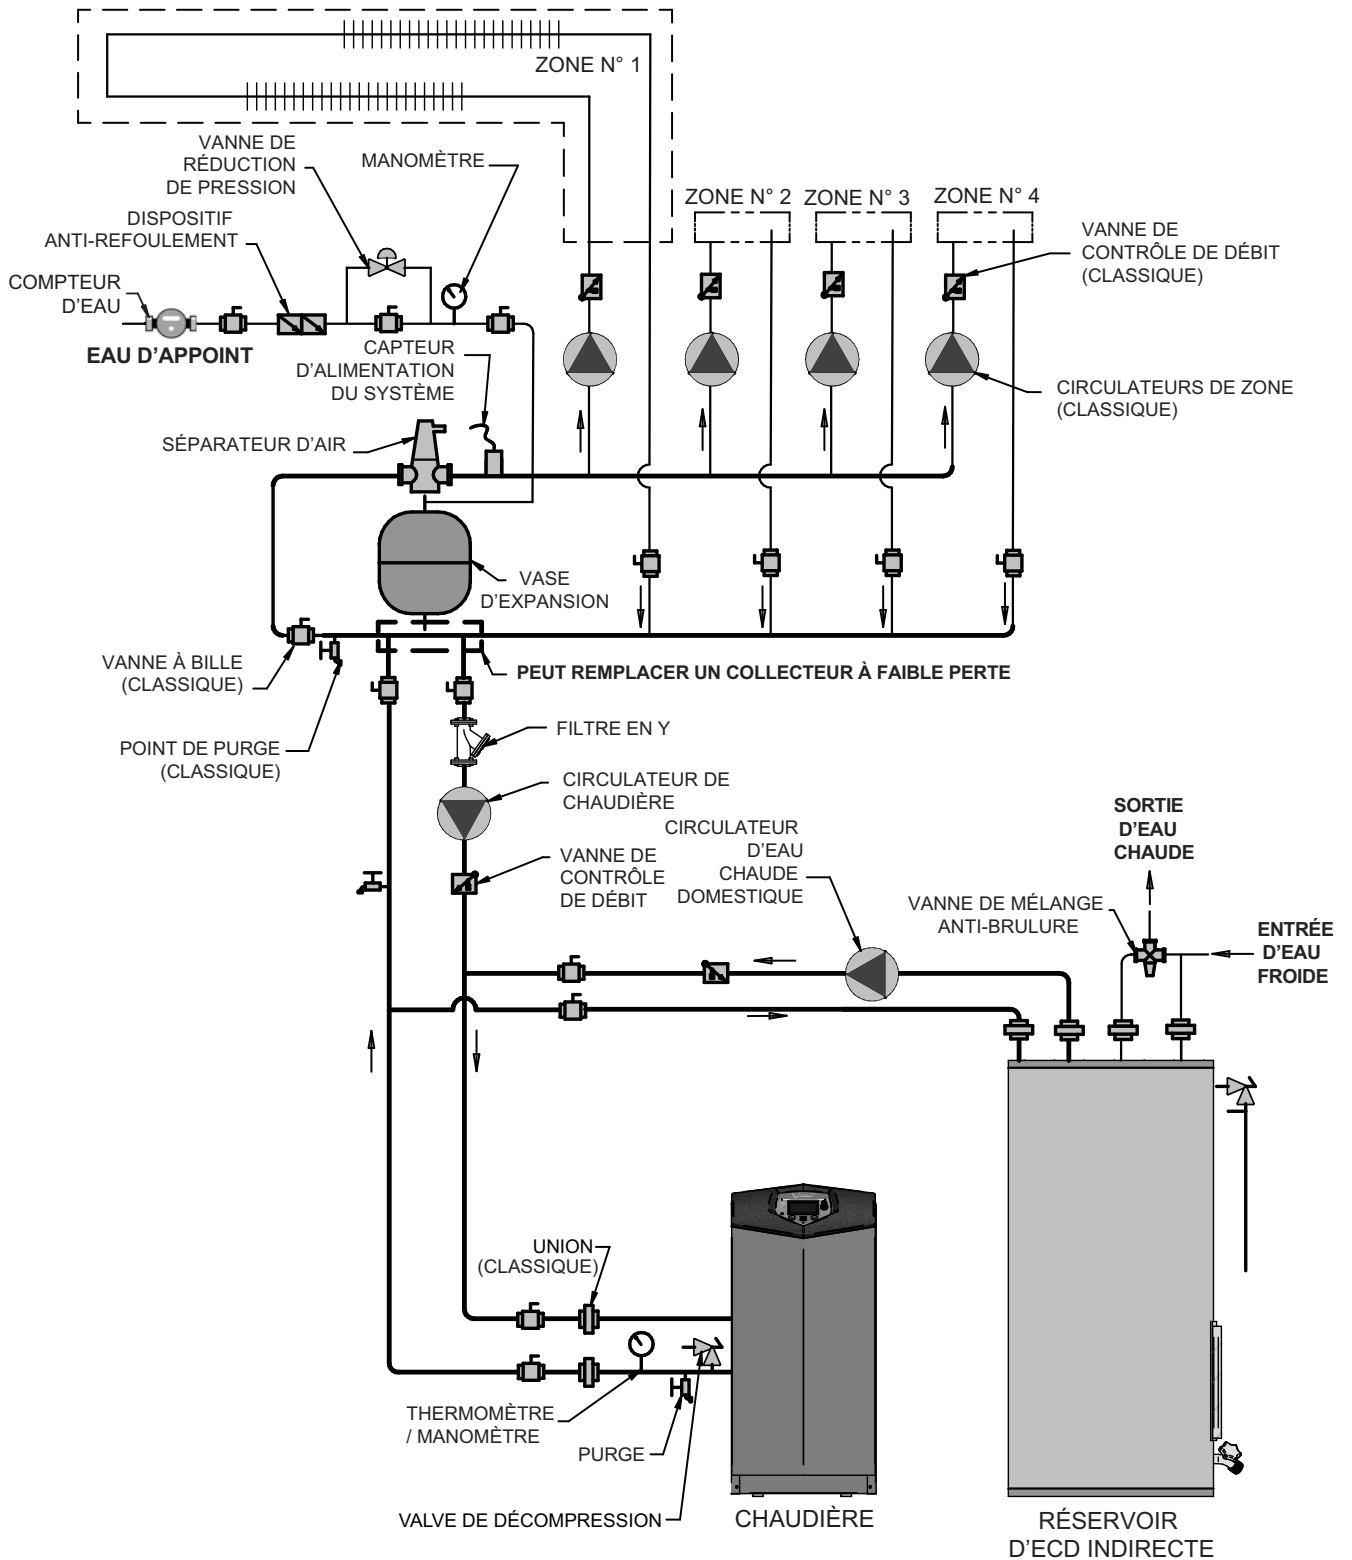 ZONE N° 1
VANNE DE
RÉDUCTION
DE PRESSION
MANOMÈTRE
DISPOSITIF
ANTI-REFOULEMENT
COMPTEUR
D'EAU
EAU D'APPOINT
ZONE N° 2
ZONE N° 3
ZONE N° 4
VANNE DE
CONTRÔLE DE DÉBIT
(CLASSIQUE)
CAPTEUR
D'ALIMENTATION
DU SYSTÈME
CIRCULATEURS DE ZONE
(CLASSIQUE)
SÉPARATEUR D'AIR
VASE
D'EXPANSION
VANNE À BILLE
(CLASSIQUE)
PEUT REMPLACER UN COLLECTEUR À FAIBLE PERTE
POINT DE PURGE
(CLASSIQUE)
FILTRE EN Y
CIRCULATEUR DE
CHAUDIÈRE
CIRCULATEUR
D'EAU
CHAUDE
DOMESTIQUE
VANNE DE
CONTRÔLE
DE DÉBIT
SORTIE
D'EAU
CHAUDE
VANNE DE MÉLANGE
ANTI-BRULURE
ENTRÉE
D'EAU
FROIDE
UNION
(CLASSIQUE)
THERMOMÈTRE
/ MANOMÈTRE
PURGE
VALVE DE DÉCOMPRESSION
CHAUDIÈRE
RÉSERVOIR
D'ECD INDIRECTE